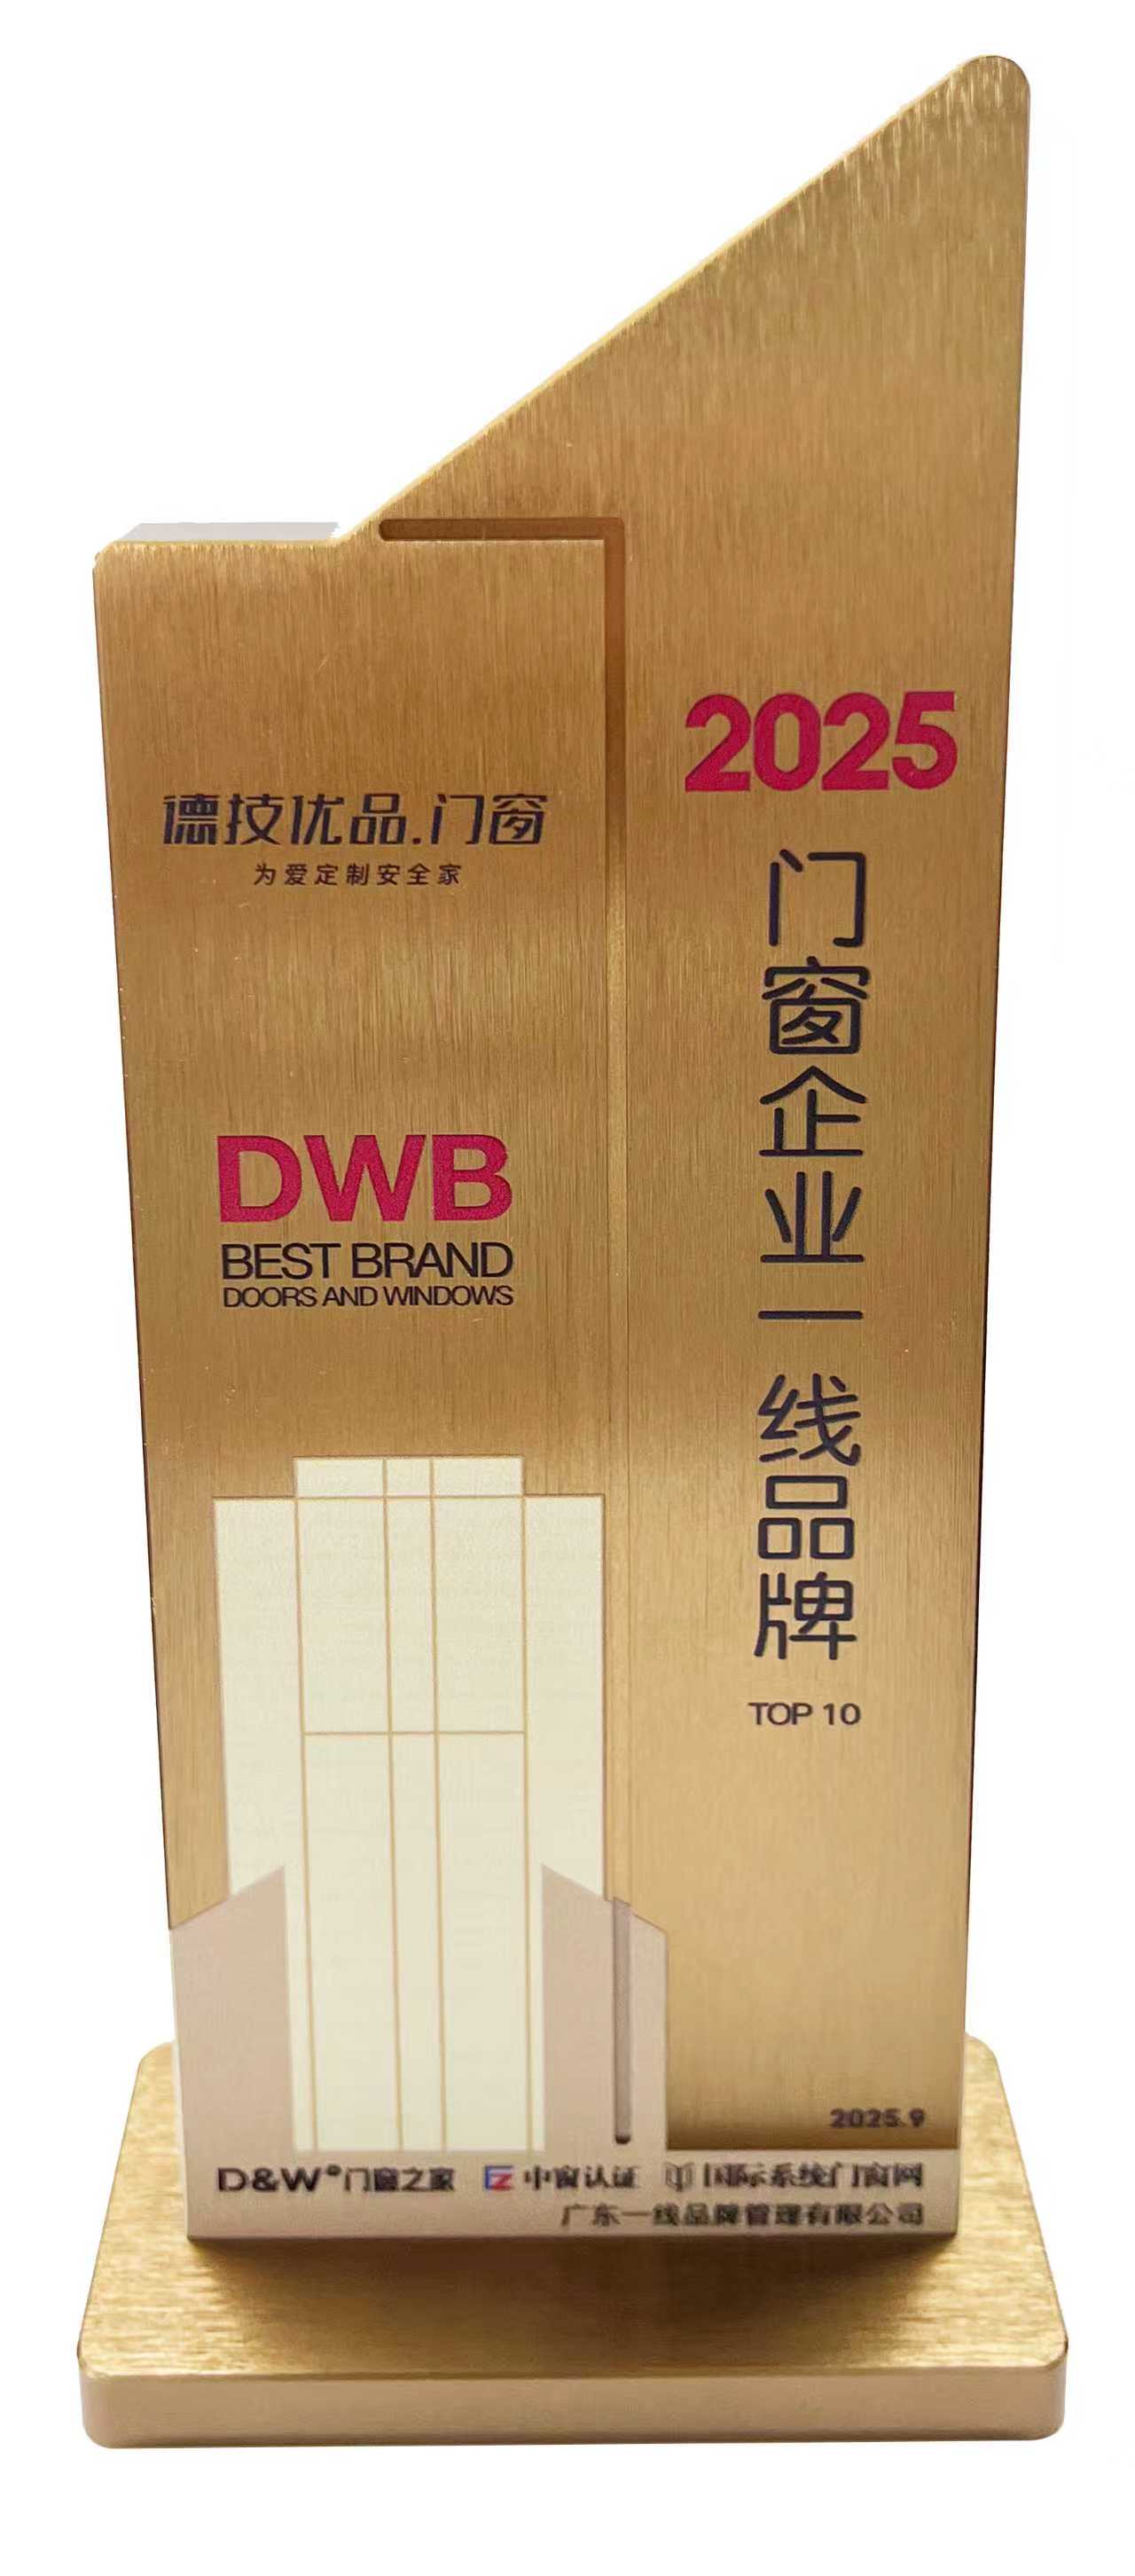 德技优品.门窗
为爱定制安全家
DWB
BEST BRAND
DOORS AND WINDOWS
2025
门窗企业一线品牌
TOP 10
2025.9
D&W®门窗之家 中窗认证 国际系统门窗网
广东一线品牌管理有限公司